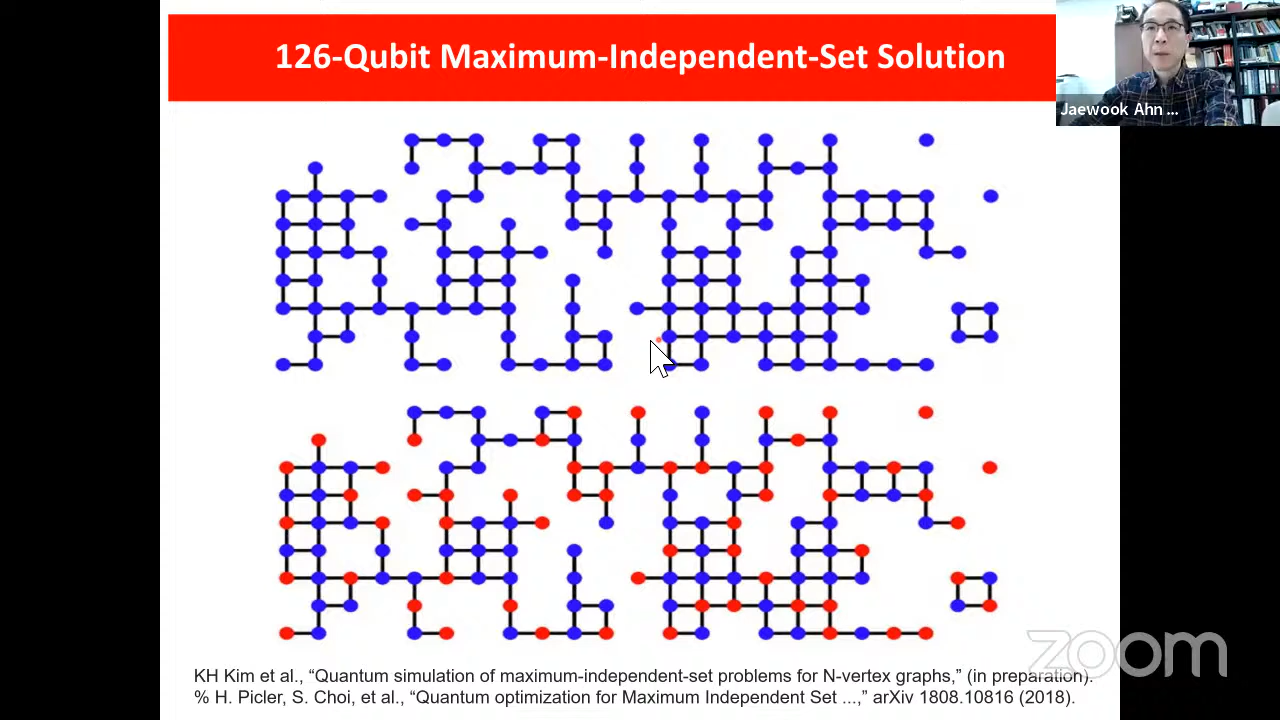 126-Qubit Maximum-Independent-Set Solution
Jaewook Ahn ...
KH Kim et al., “Quantum simulation of maximum-independent-set problems for N-vertex graphs,” (in preparation).
% H. Picler, S. Choi, et al., “Quantum optimization for Maximum Independent Set ...,” arXiv 1808.10816 (2018).
zoom